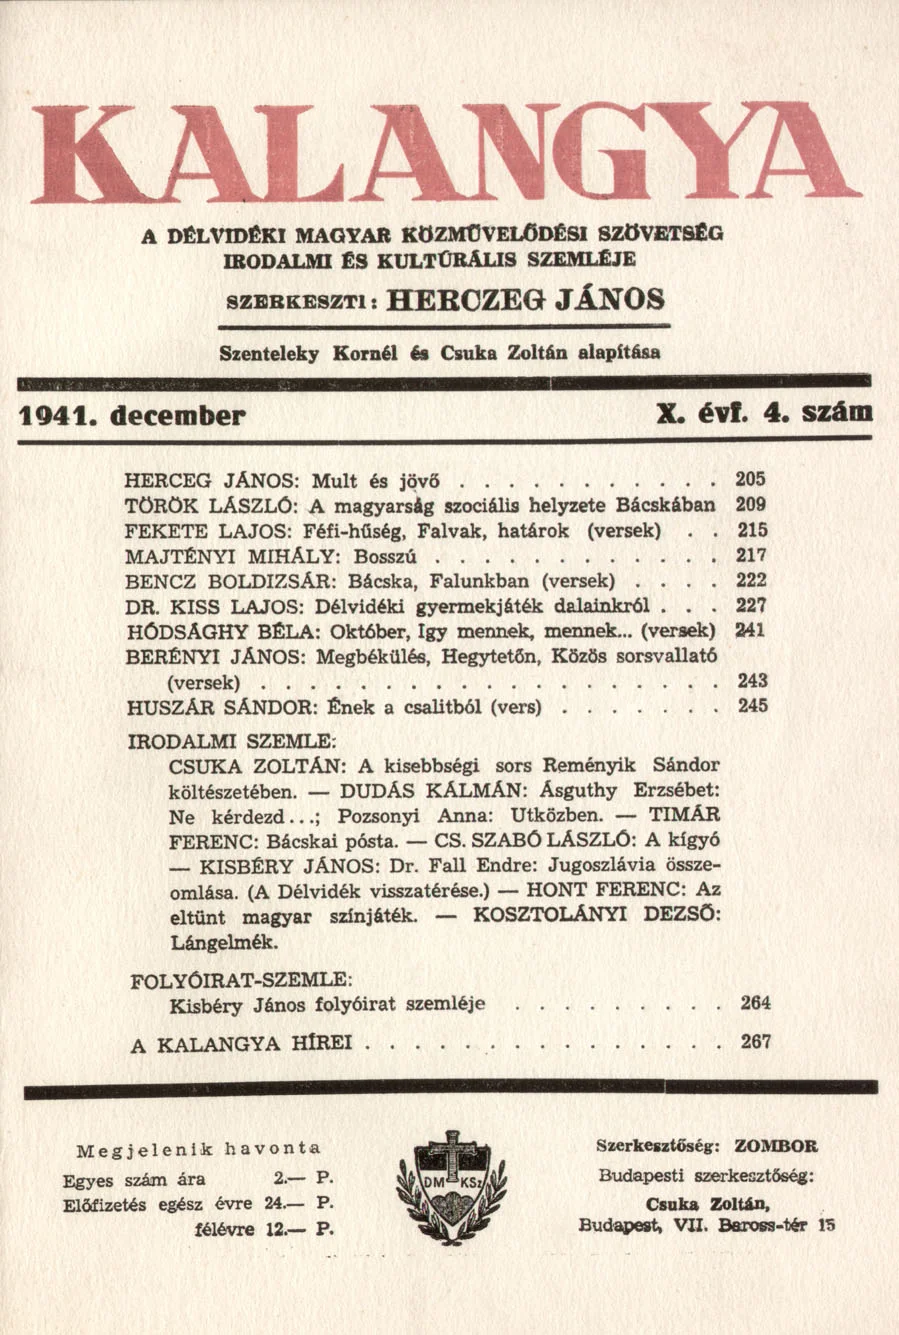 KALANGYA
A DÉLVIDÉKI MAGYAR KÖZMŰVELŐDÉSI SZÖVETSÉG
IRODALMI ÉS KULTÚRÁLIS SZEMLÉJE
SZERKESZTI: HERCZEG JÁNOS
Szenteleky Kornél és Csuka Zoltán alapítása
1941. december X. évf. 4. szám
HERCEG JÁNOS: Mult és jövő . . . . . . . . . . . 205
TÖRÖK LÁSZLÓ: A magyarság szociális helyzete Bácskában 209
FEKETE LAJOS: Féfi-hűség, Falvak, határok (versek) . . 215
MAJTÉNYI MIHÁLY: Bosszú . . . . . . . . . . . . 217
BENCZ BOLDIZSÁR: Bácska, Falunkban (versek) . . . . 222
DR. KISS LAJOS: Délvidéki gyermekjáték dalainkról . . . 227
HÓDSÁGHY BÉLA: Október, Igy mennek, mennek... (versek) 241
BERÉNYI JÁNOS: Megbékülés, Hegytetőn, Közös sorsvallató
(versek) . . . . . . . . . . . . . . . . . . . 243
HUSZÁR SÁNDOR: Ének a csalitból (vers) . . . . . . . 245
IRODALMI SZEMLE:
CSUKA ZOLTÁN: A kisebbségi sors Reményik Sándor
költészetében. — DUDÁS KÁLMÁN: Ásguthy Erzsébet:
Ne kérdezd...; Pozsonyi Anna: Utközben. — TIMÁR
FERENC: Bácskai pósta. — CS. SZABÓ LÁSZLÓ: A kígyó
— KISBÉRY JÁNOS: Dr. Fall Endre: Jugoszlávia össze-
omlása. (A Délvidék visszatérése.) — HONT FERENC: Az
eltünt magyar színjáték. — KOSZTOLÁNYI DEZSŐ:
Lángelmék.
FOLYÓIRAT-SZEMLE:
Kisbéry János folyóirat szemléje . . . . . . . . . 264
A KALANGYA HÍREI . . . . . . . . . . . . . . . 267
Megjelenik havonta
Egyes szám ára 2.— P.
Előfizetés egész évre 24.— P.
félévre 12.— P.
DM KSz
Szerkesztőség: ZOMBOR
Budapesti szerkesztőség:
Csuka Zoltán,
Budapest, VII. Baross-tér 15